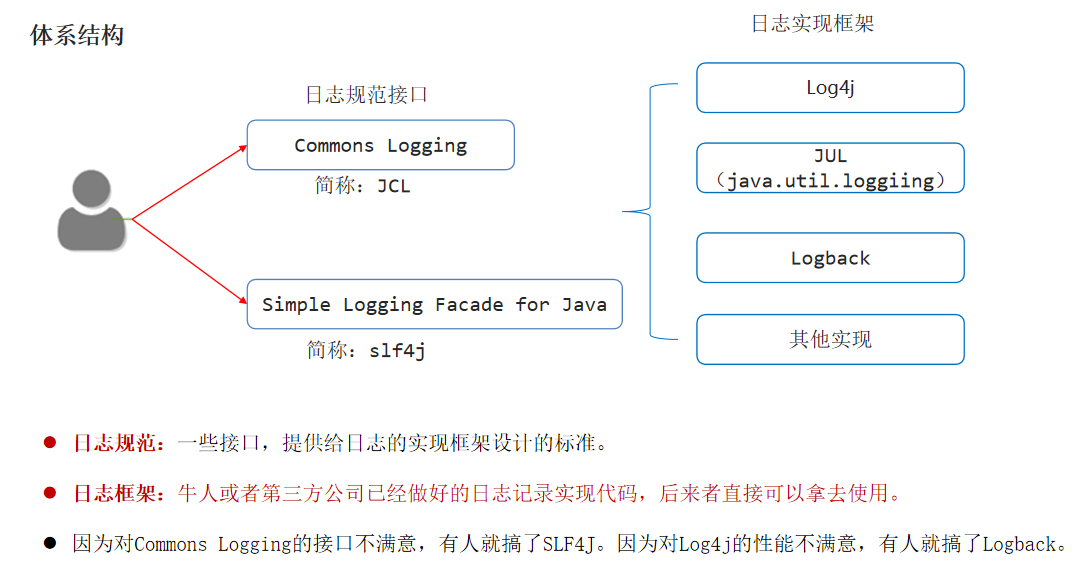 体系结构
日志规范接口
Commons Logging
简称：JCL
Simple Logging Facade for Java
简称：slf4j
日志实现框架
Log4j
JUL
（java.util.loggiing）
Logback
其他实现
日志规范：一些接口，提供给日志的实现框架设计的标准。
日志框架：牛人或者第三方公司已经做好的日志记录实现代码，后来者直接可以拿去使用。
因为对Commons Logging的接口不满意，有人就搞了SLF4J。因为对Log4j的性能不满意，有人就搞了Logback。